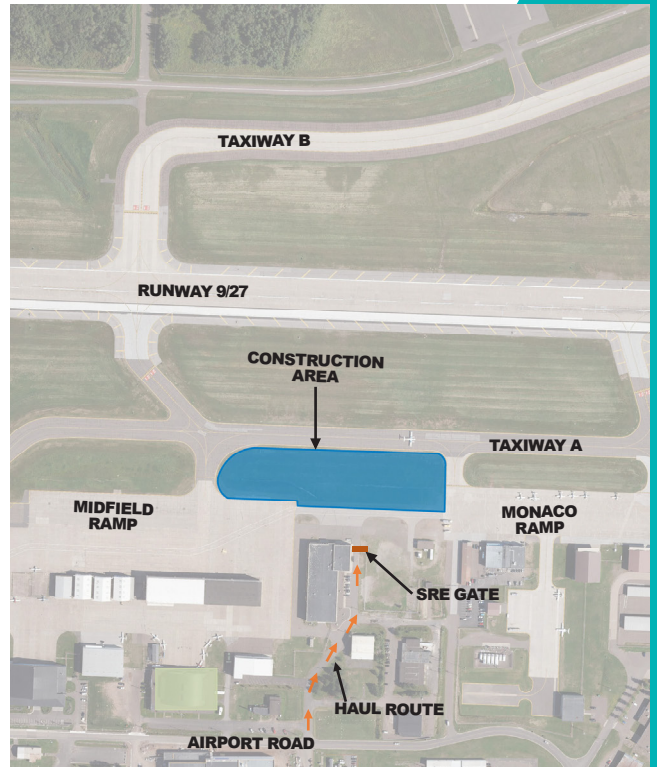 TAXIWAY B
RUNWAY 9/27
CONSTRUCTION
AREA
TAXIWAY A
MIDFIELD
RAMP
MONACO
RAMP
SRE GATE
HAUL ROUTE
AIRPORT ROAD